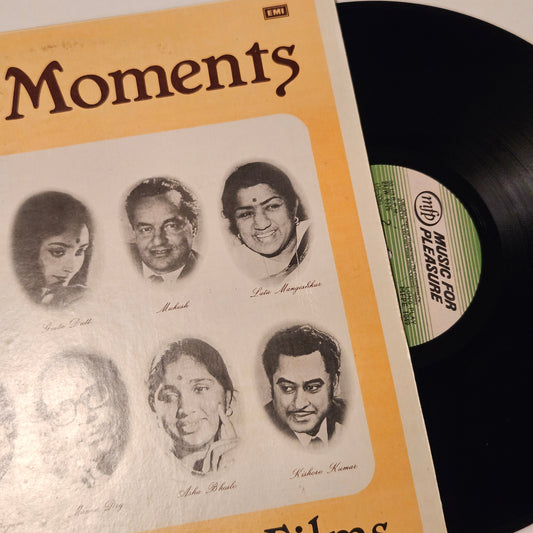 EMI
Moments
Geeta Dutt
Mukesh
Lata Mangeshkar
Manna Dey
Asha Bhosle
Kishore Kumar
Films
mfp
MUSIC FOR
PLEASURE